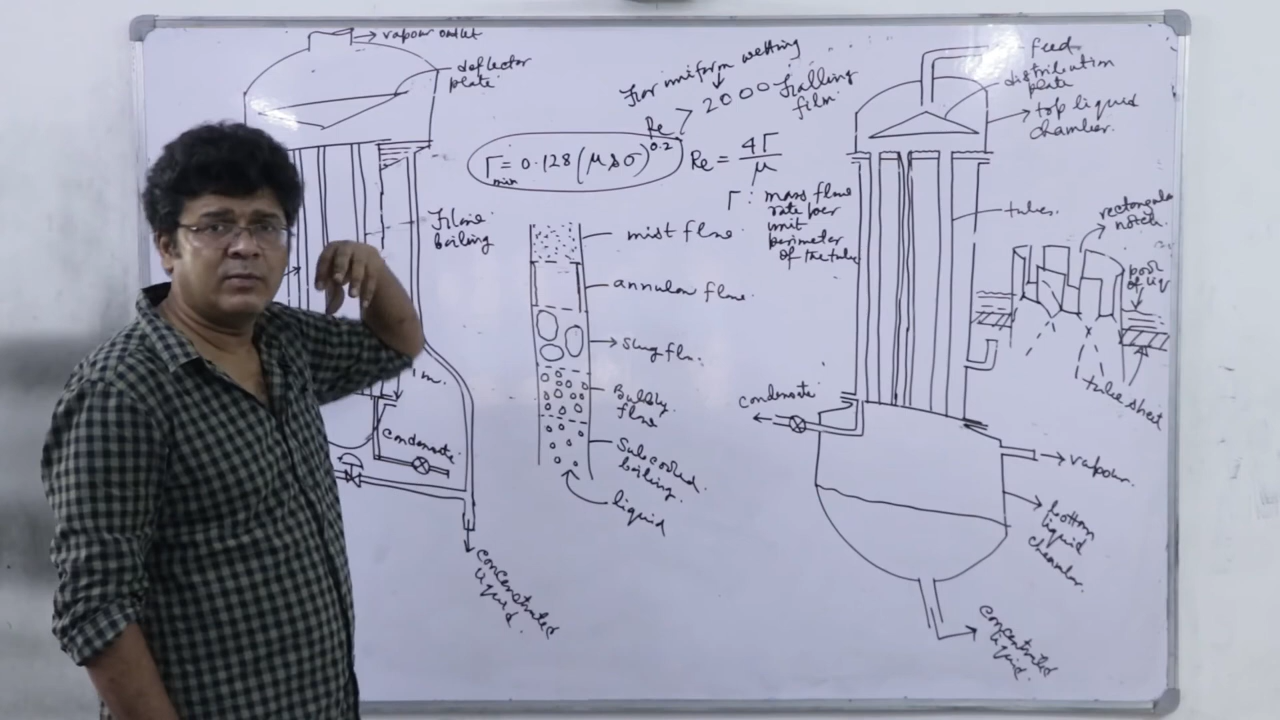 vapour outlet
deflector
plate
boiling
m.
condensate
concentrated
liquid.
For uniform wetting
Re > 2000 falling
film
Γmin = 0.128 (μ s σ)^0.2
Re = 4Γ/μ
Γ : mass flow
rate per
unit
perimeter
of the tube
mist flow.
annular flow.
slug flow.
Bubbly
flow
Subcooled
boiling.
liquid
feed
distribution
plate
top liquid
chamber.
tubes.
rectangular
notch
pool
of liq
tube sheet
condensate
vapour.
bottom
liquid
chamber.
concentrated
liquid.